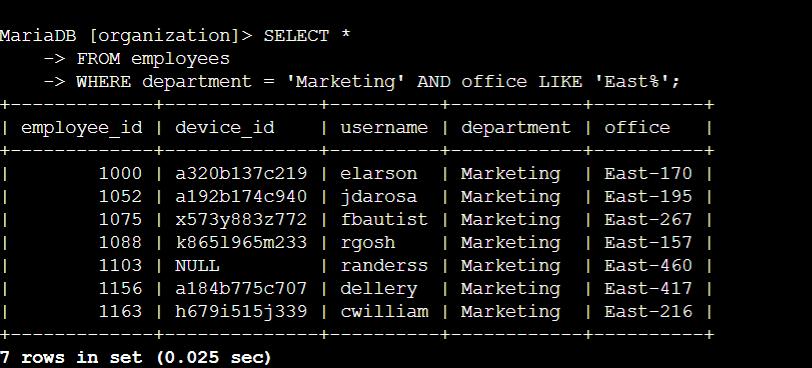 MariaDB [organization]> SELECT *
    -> FROM employees
    -> WHERE department = 'Marketing' AND office LIKE 'East%';
+-------------+--------------+----------+------------+----------+
| employee_id | device_id    | username | department | office   |
+-------------+--------------+----------+------------+----------+
|        1000 | a320b137c219 | elarson  | Marketing  | East-170 |
|        1052 | a192b174c940 | jdarosa  | Marketing  | East-195 |
|        1075 | x573y883z772 | fbautist | Marketing  | East-267 |
|        1088 | k865l965m233 | rgosh    | Marketing  | East-157 |
|        1103 | NULL         | randerss | Marketing  | East-460 |
|        1156 | a184b775c707 | dellery  | Marketing  | East-417 |
|        1163 | h679i515j339 | cwilliam | Marketing  | East-216 |
+-------------+--------------+----------+------------+----------+
7 rows in set (0.025 sec)